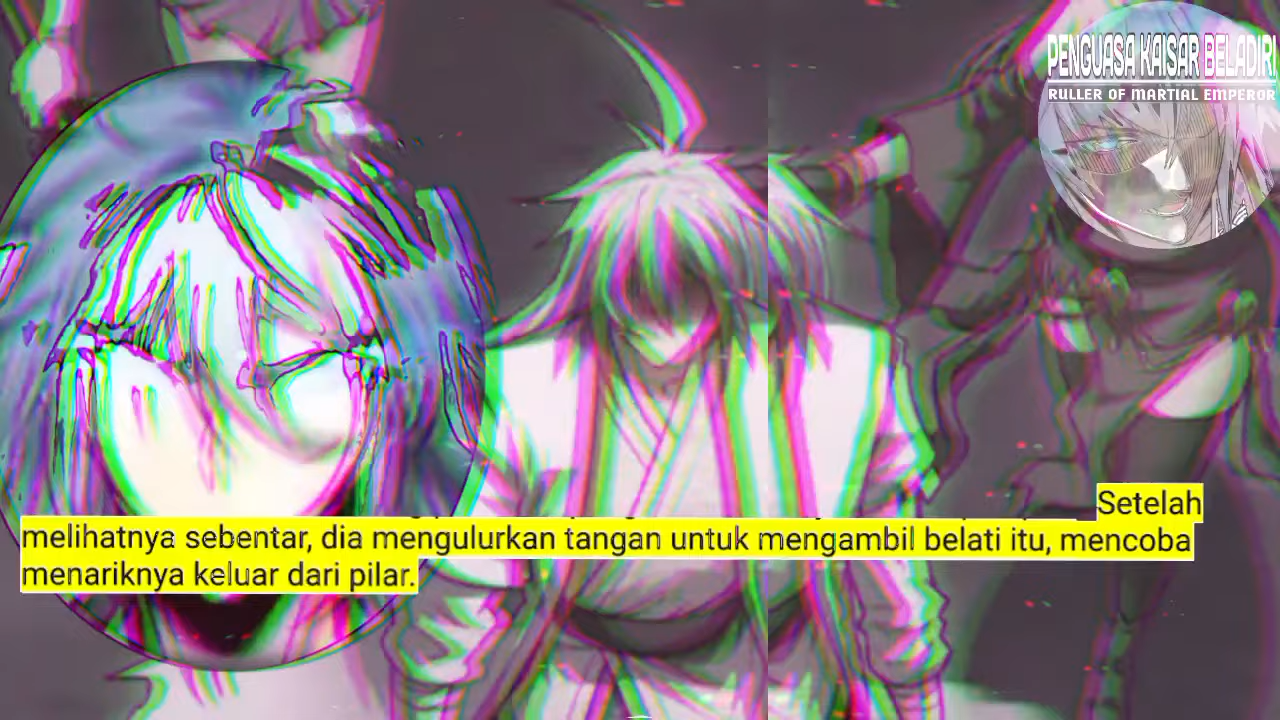 PENGUASA KAISAR BELADIRI
RULLER OF MARTIAL EMPEROR
Setelah
melihatnya sebentar, dia mengulurkan tangan untuk mengambil belati itu, mencoba
menariknya keluar dari pilar.